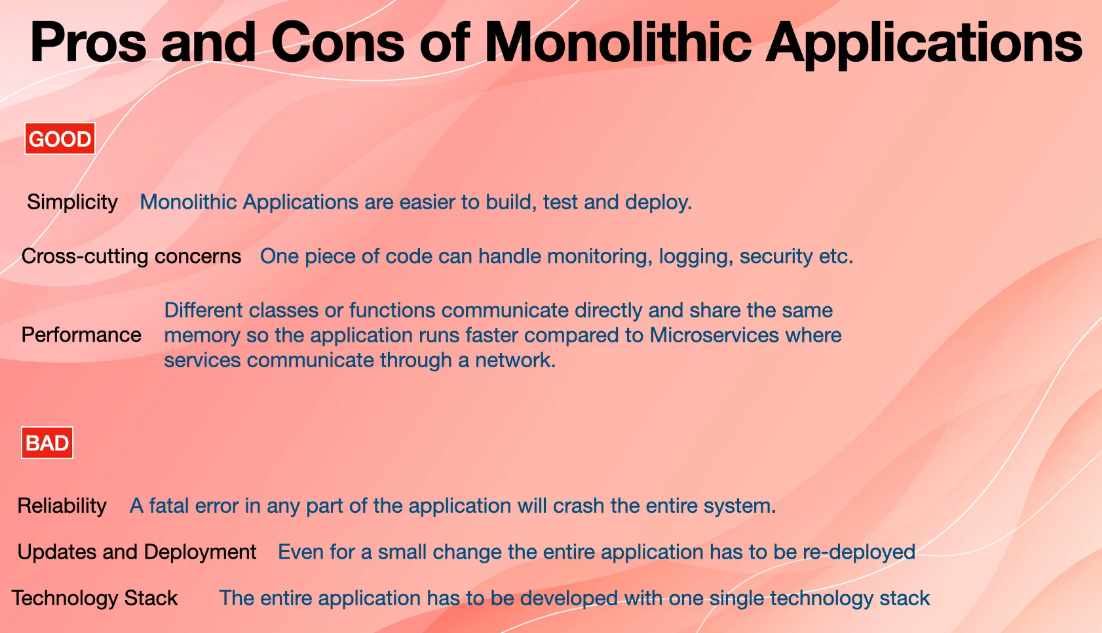 Pros and Cons of Monolithic Applications
GOOD
Simplicity Monolithic Applications are easier to build, test and deploy.
Cross-cutting concerns One piece of code can handle monitoring, logging, security etc.
Performance
Different classes or functions communicate directly and share the same
memory so the application runs faster compared to Microservices where
services communicate through a network.
BAD
Reliability A fatal error in any part of the application will crash the entire system.
Updates and Deployment Even for a small change the entire application has to be re-deployed
Technology Stack The entire application has to be developed with one single technology stack